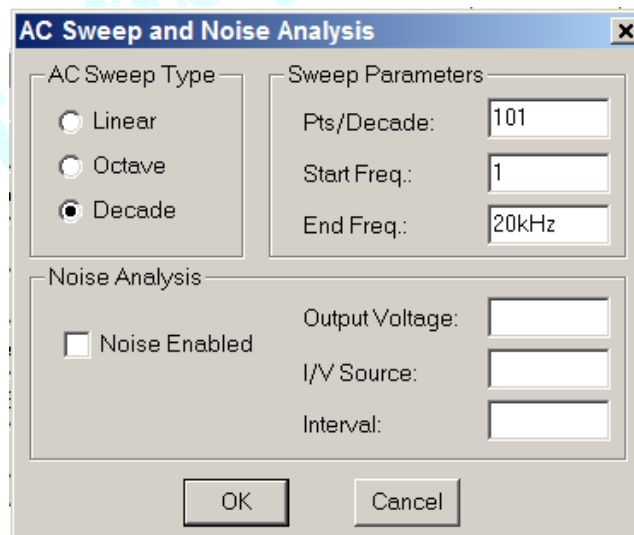 AC Sweep and Noise Analysis
AC Sweep Type
Linear
Octave
Decade
Sweep Parameters
Pts/Decade: 101
Start Freq.: 1
End Freq.: 20kHz
Noise Analysis
Noise Enabled
Output Voltage:
I/V Source:
Interval:
OK
Cancel